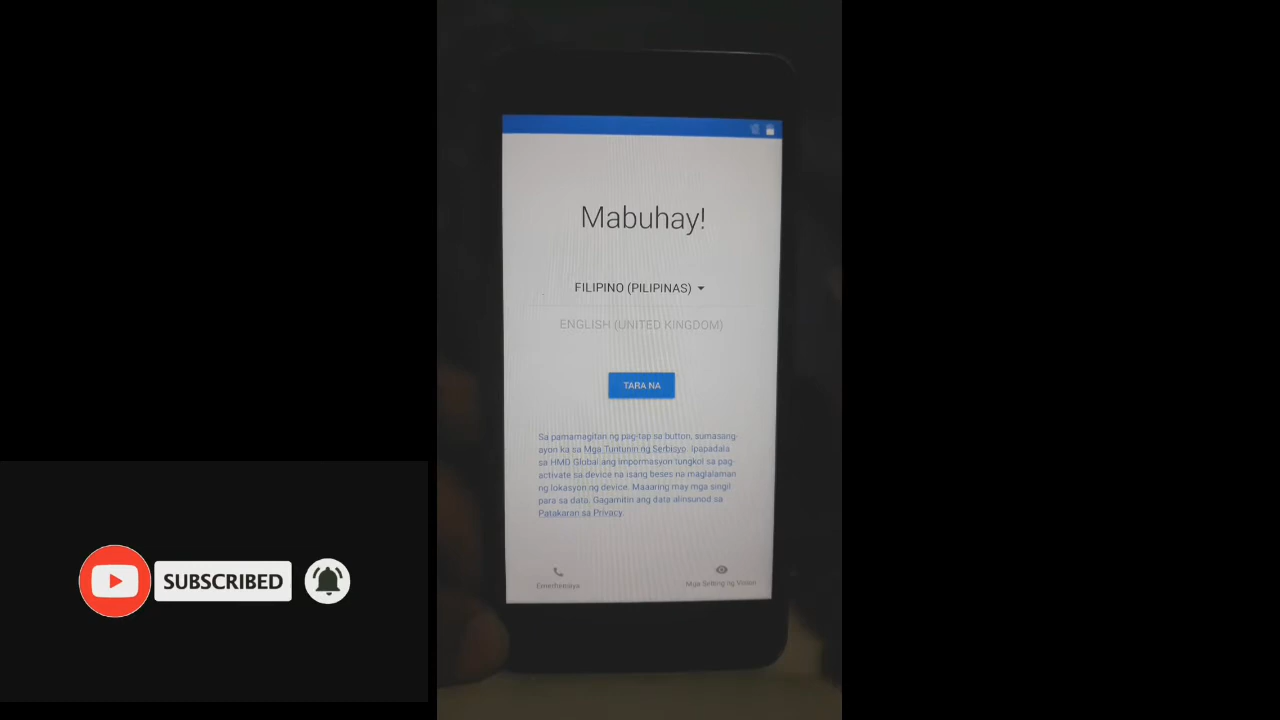 Mabuhay!
FILIPINO (PILIPINAS)
ENGLISH (UNITED KINGDOM)
TARA NA
Sa pamamagitan ng pag-tap sa button, sumasang-
ayon ka sa Mga Tuntunin ng Serbisyo. Ipapadala
sa HMD Global ang impormasyon tungkol sa pag-
activate sa device na isang beses na maglalaman
ng lokasyon ng device. Maaaring may mga singil
para sa data. Gagamitin ang data alinsunod sa
Patakaran sa Privacy.
Emerhensiya
Mga Setting ng Vision
SUBSCRIBED